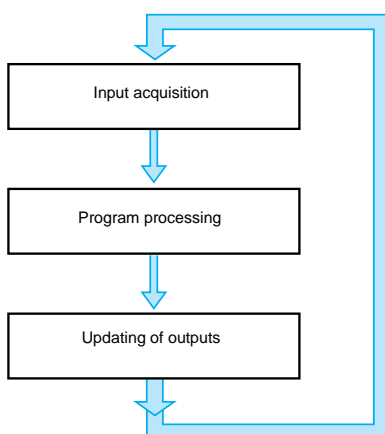 Input acquisition
Program processing
Updating of outputs